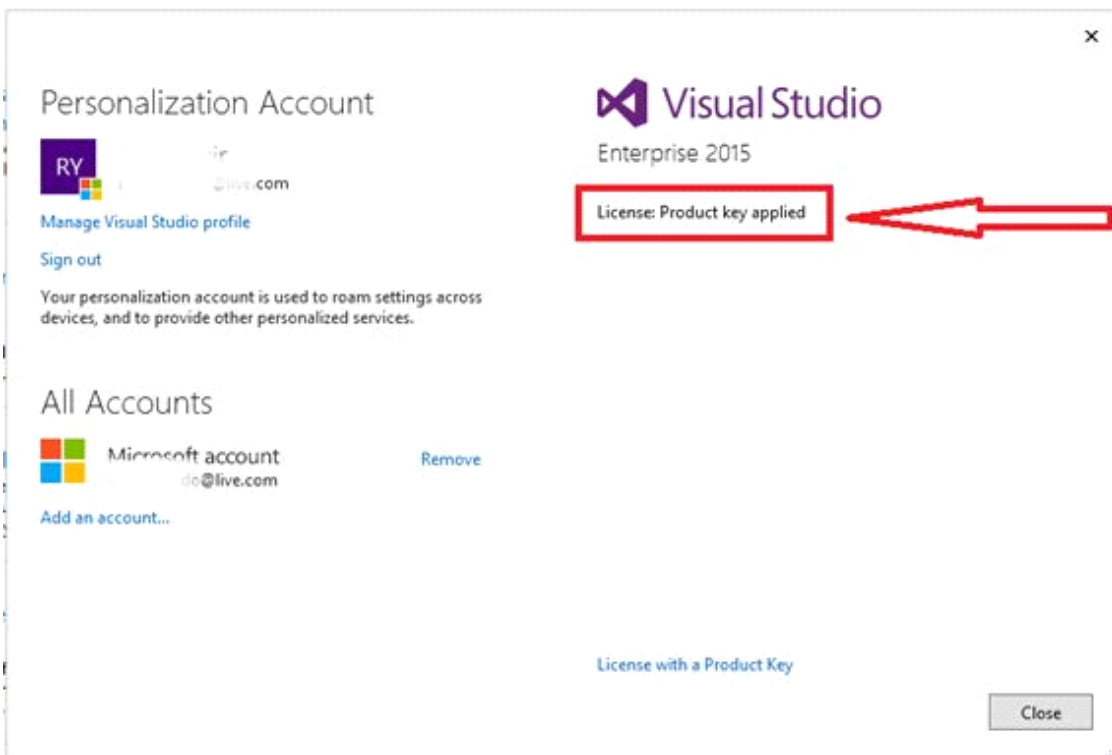 Personalization Account
RY
.com
Manage Visual Studio profile
Sign out
Your personalization account is used to roam settings across
devices, and to provide other personalized services.
All Accounts
Microsoft account
@live.com
Remove
Add an account...
Visual Studio
Enterprise 2015
License: Product key applied
License with a Product Key
Close